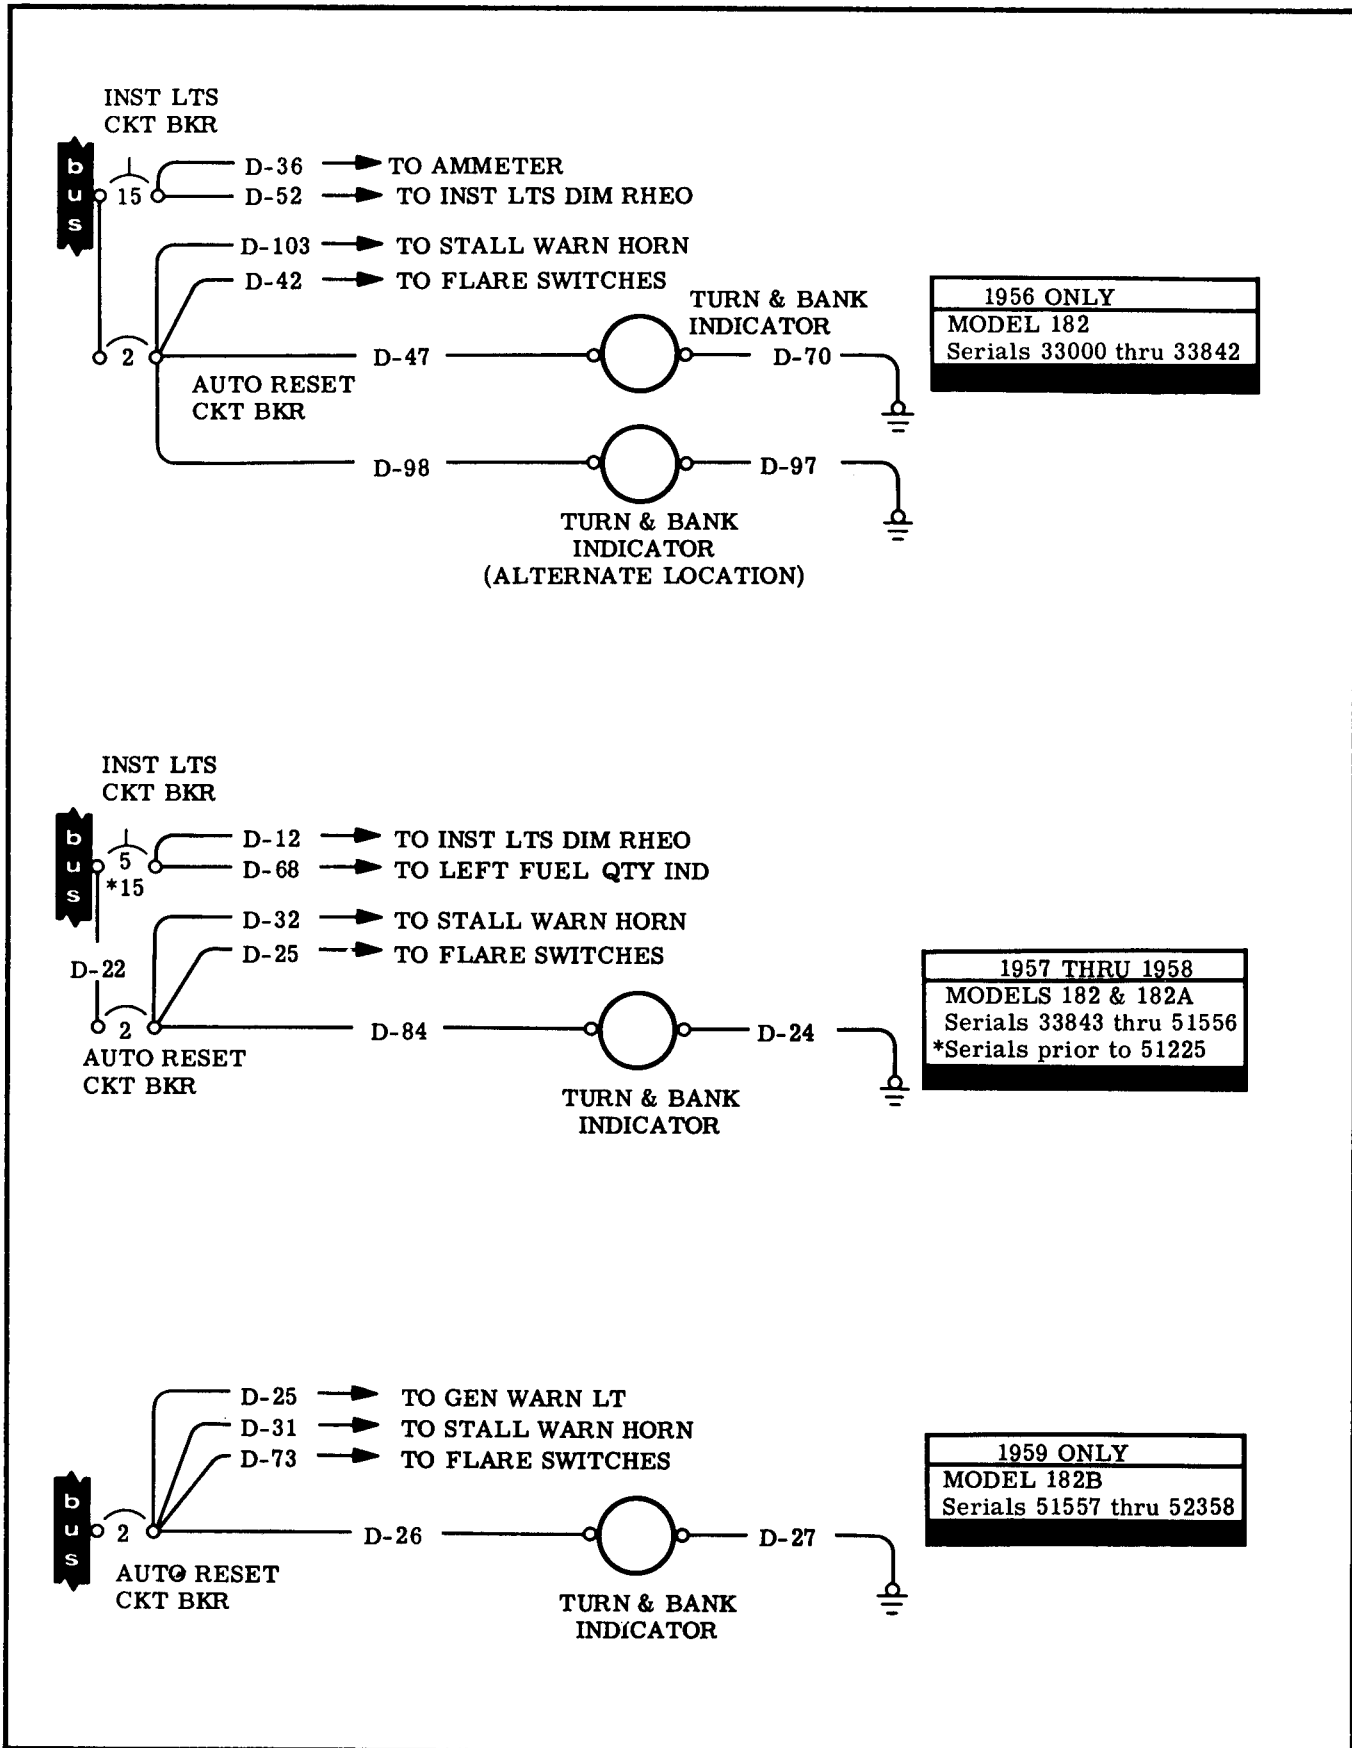 INST LTS
CKT BKR
bus
15
D-36 TO AMMETER
D-52 TO INST LTS DIM RHEO
D-103 TO STALL WARN HORN
D-42 TO FLARE SWITCHES
2
AUTO RESET
CKT BKR
D-47
TURN & BANK
INDICATOR
D-70
D-98
D-97
TURN & BANK
INDICATOR
(ALTERNATE LOCATION)
1956 ONLY
MODEL 182
Serials 33000 thru 33842
INST LTS
CKT BKR
bus
5
*15
D-12 TO INST LTS DIM RHEO
D-68 TO LEFT FUEL QTY IND
D-32 TO STALL WARN HORN
D-25 TO FLARE SWITCHES
D-22
2
AUTO RESET
CKT BKR
D-84
D-24
TURN & BANK
INDICATOR
1957 THRU 1958
MODELS 182 & 182A
Serials 33843 thru 51556
*Serials prior to 51225
D-25 TO GEN WARN LT
D-31 TO STALL WARN HORN
D-73 TO FLARE SWITCHES
bus
2
AUTO RESET
CKT BKR
D-26
D-27
TURN & BANK
INDICATOR
1959 ONLY
MODEL 182B
Serials 51557 thru 52358